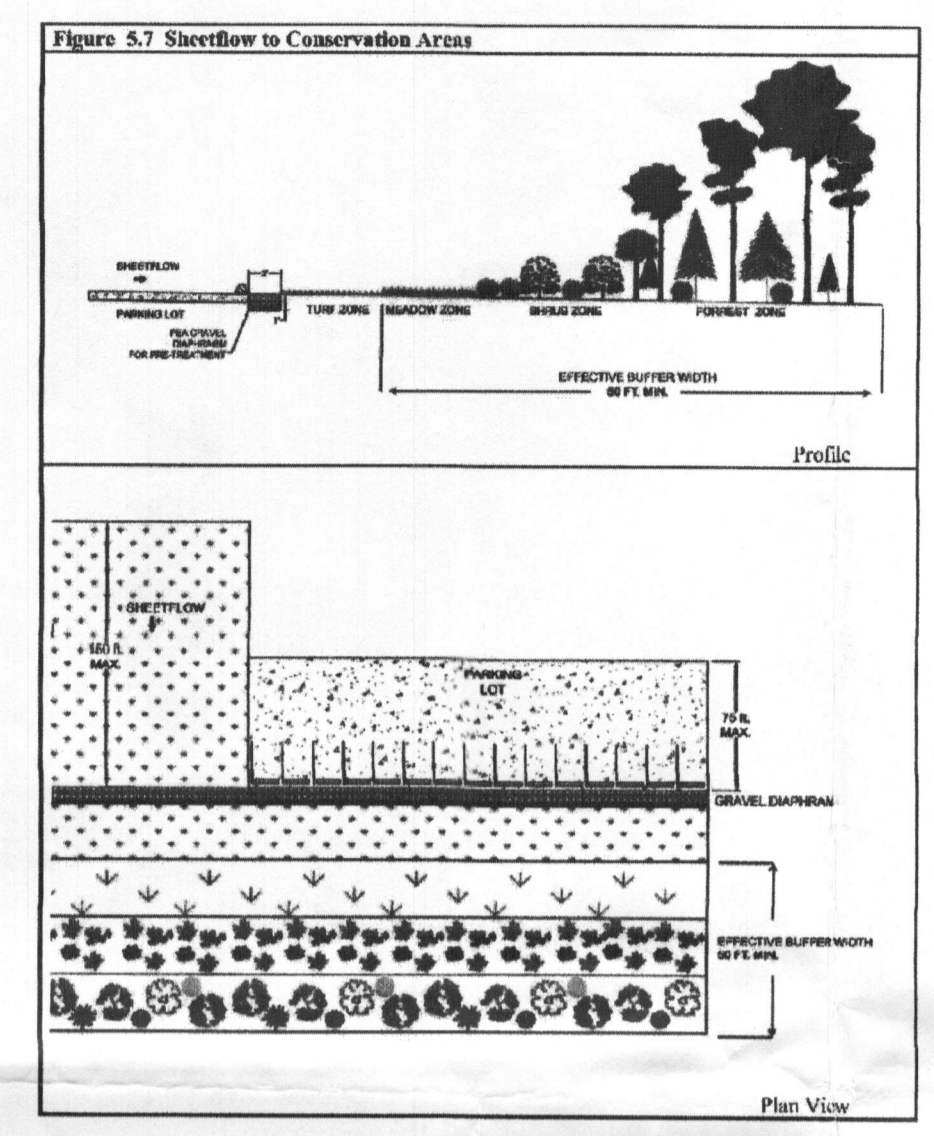 Figure 5.7 Sheetflow to Conservation Areas
SHEETFLOW
2'
PARKING LOT
1'
TURF ZONE
MEADOW ZONE
SHRUB ZONE
FORREST ZONE
PEA GRAVEL
DIAPHRAGM
FOR PRE-TREATMENT
EFFECTIVE BUFFER WIDTH
50 FT. MIN.
Profile
SHEETFLOW
150 ft.
MAX.
PARKING
LOT
75 ft.
MAX.
GRAVEL DIAPHRAM
EFFECTIVE BUFFER WIDTH
50 FT. MIN.
Plan View